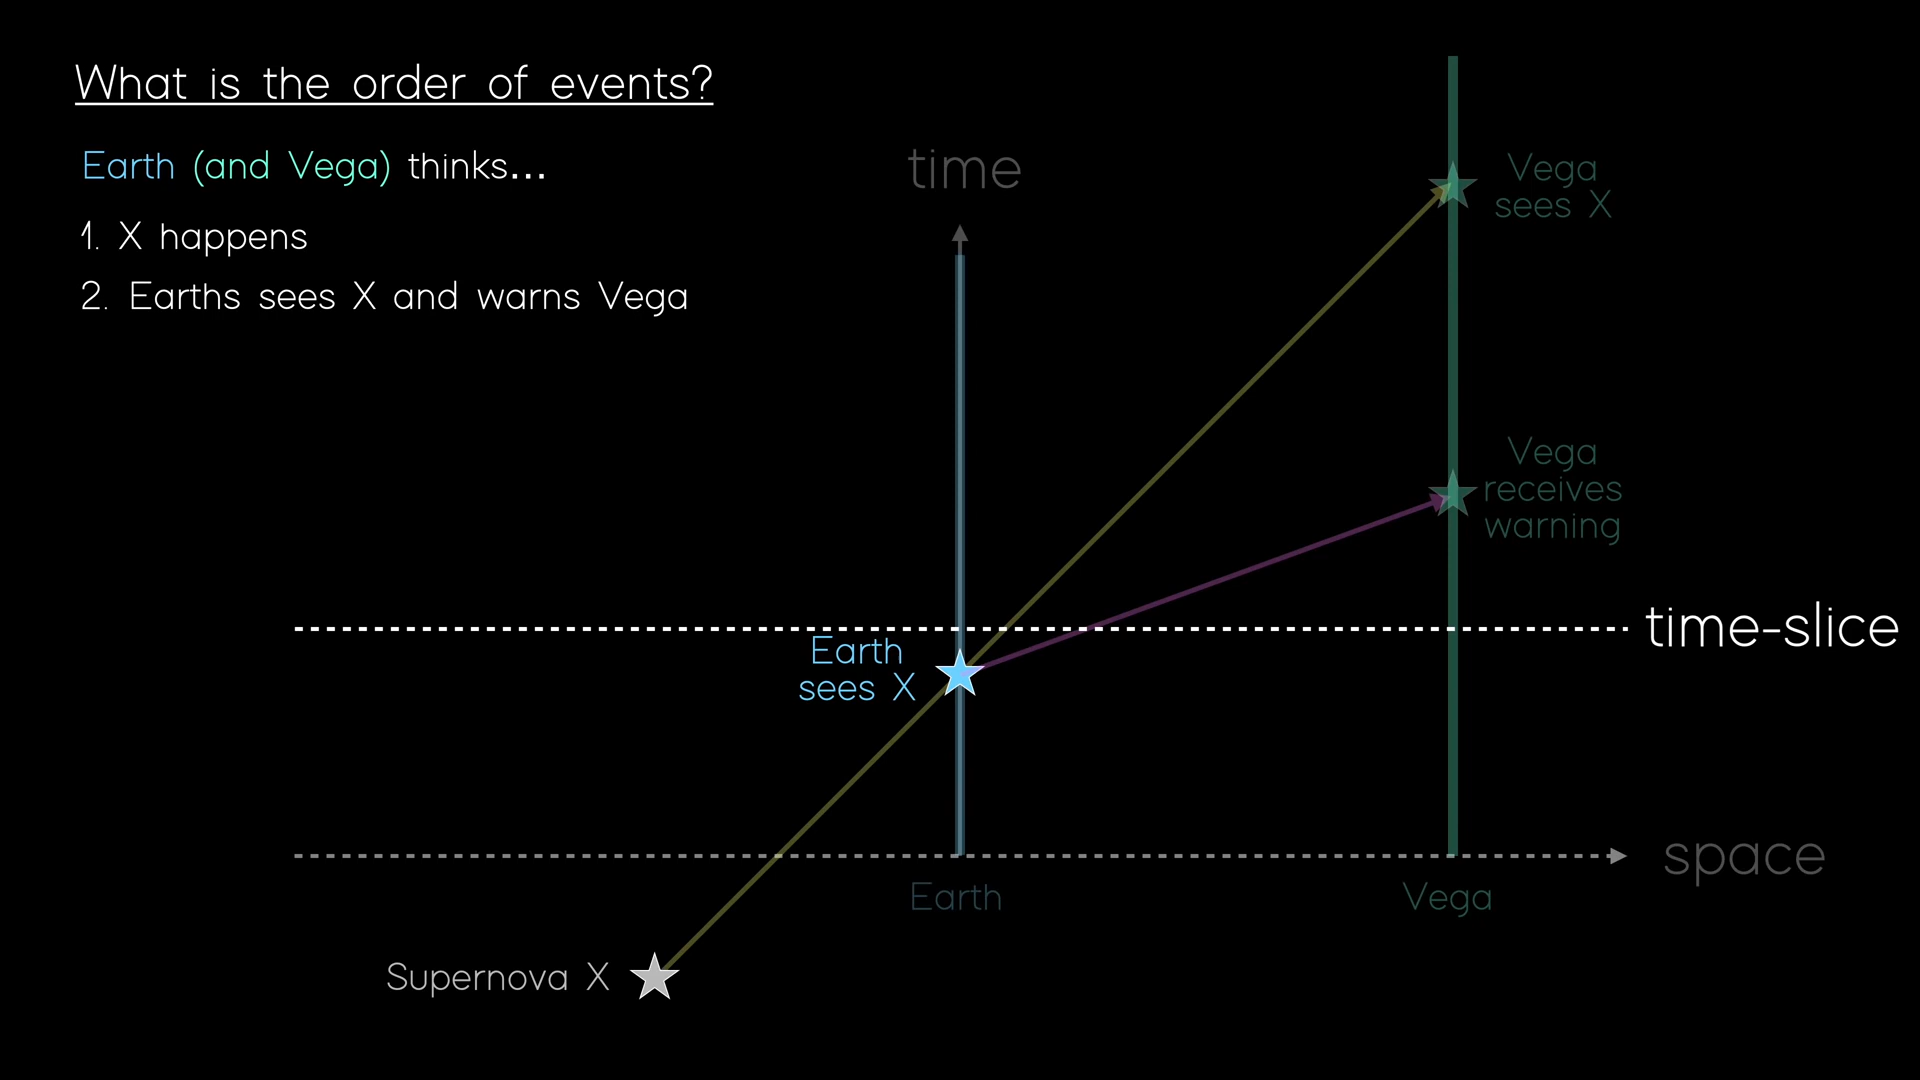 What is the order of events?
Earth (and Vega) thinks...
1. X happens
2. Earths sees X and warns Vega
time
Vega
sees X
Vega
receives
warning
time-slice
Earth
sees X
space
Earth
Vega
Supernova X